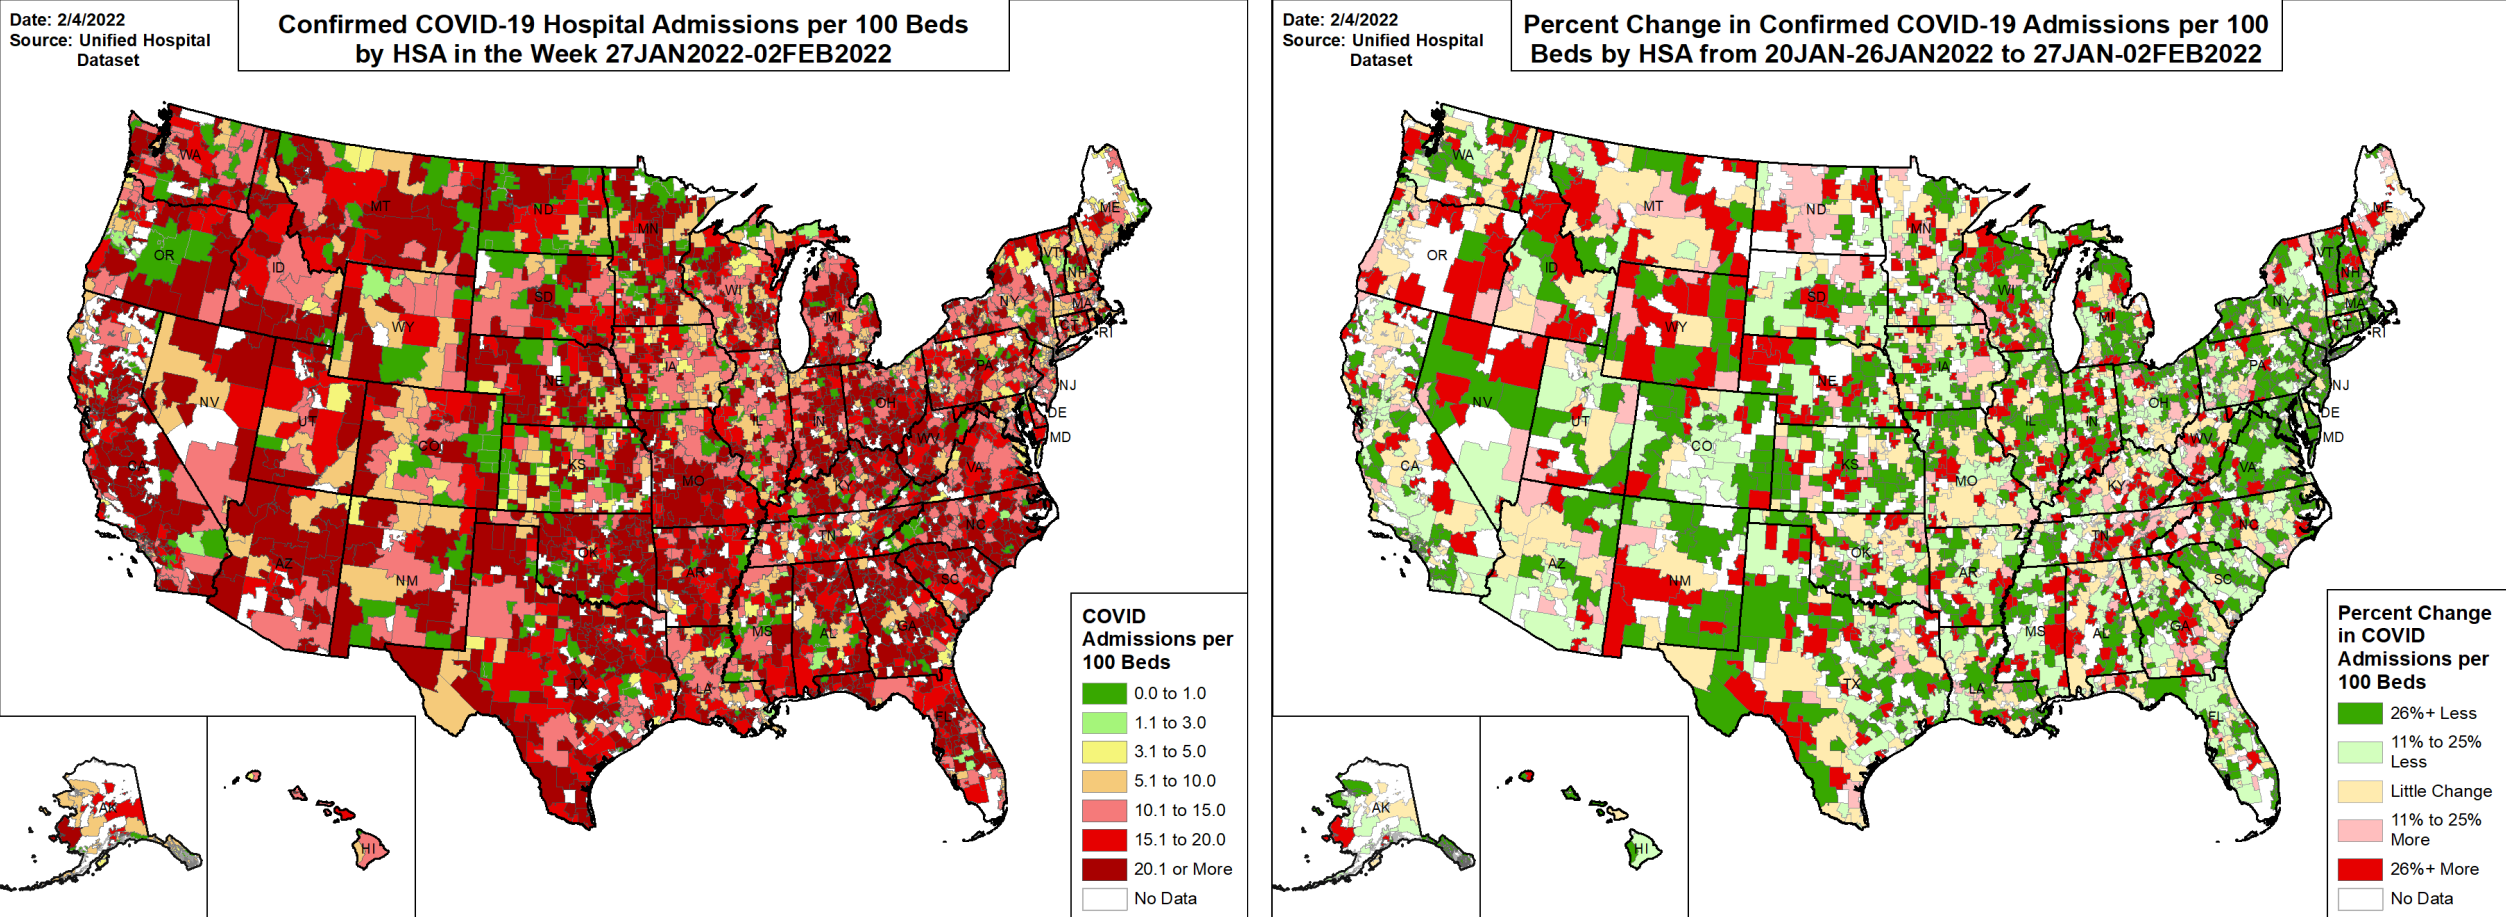 Date: 2/4/2022
Source: Unified Hospital
Dataset
Confirmed COVID-19 Hospital Admissions per 100 Beds
by HSA in the Week 27JAN2022-02FEB2022
WA
OR
MT
ID
ND
MN
SD
WI
MI
WY
NV
UT
CO
NE
IA
KS
MO
IL
IN
OH
PA
NY
VT
NH
ME
MA
CT
RI
NJ
DE
MD
WV
VA
KY
NC
TN
SC
CA
AZ
NM
OK
AR
TX
LA
MS
AL
GA
FL
AK
HI
COVID
Admissions per
100 Beds
0.0 to 1.0
1.1 to 3.0
3.1 to 5.0
5.1 to 10.0
10.1 to 15.0
15.1 to 20.0
20.1 or More
No Data
Date: 2/4/2022
Source: Unified Hospital
Dataset
Percent Change in Confirmed COVID-19 Admissions per 100
Beds by HSA from 20JAN-26JAN2022 to 27JAN-02FEB2022
WA
OR
MT
ID
ND
MN
SD
WI
MI
WY
NV
UT
CO
NE
IA
KS
MO
IL
IN
OH
PA
NY
VT
NH
ME
MA
CT
RI
NJ
DE
MD
WV
VA
KY
NC
TN
SC
CA
AZ
NM
OK
AR
TX
LA
MS
AL
GA
FL
AK
HI
Percent Change
in COVID
Admissions per
100 Beds
26%+ Less
11% to 25%
Less
Little Change
11% to 25%
More
26%+ More
No Data